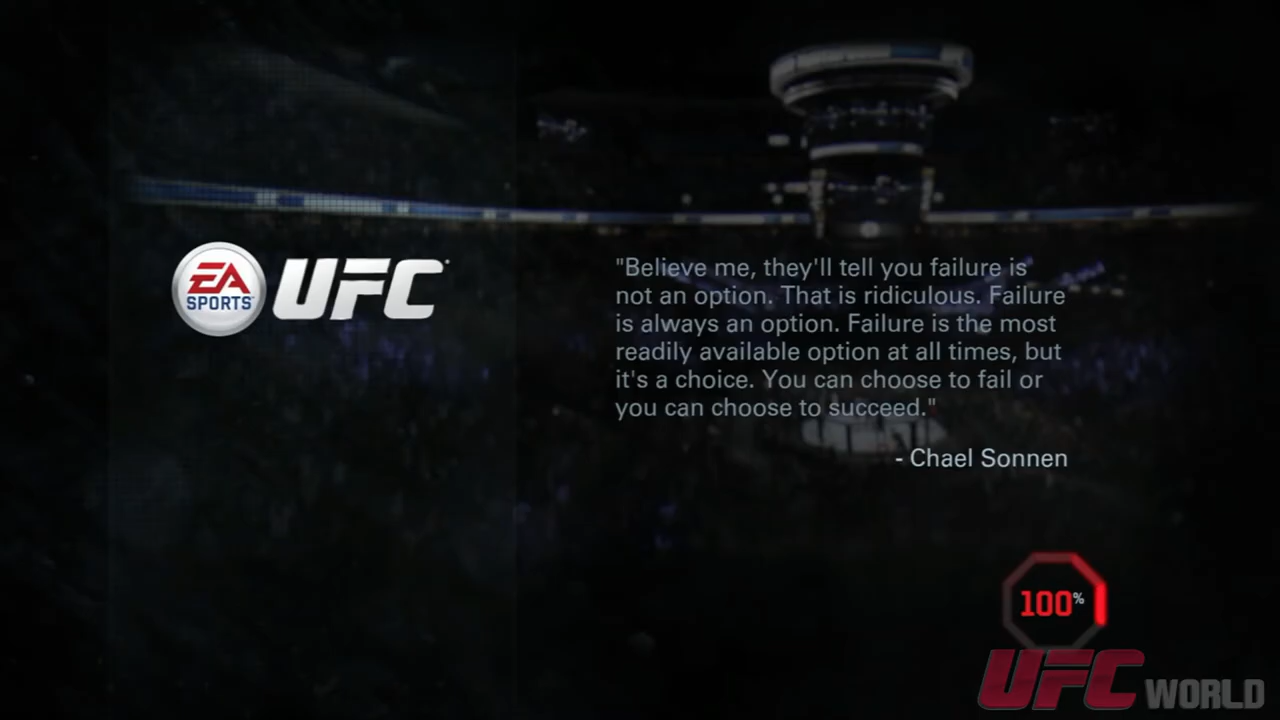 EA
SPORTS
UFC
"Believe me, they'll tell you failure is
not an option. That is ridiculous. Failure
is always an option. Failure is the most
readily available option at all times, but
it's a choice. You can choose to fail or
you can choose to succeed."
- Chael Sonnen
100%
UFC WORLD